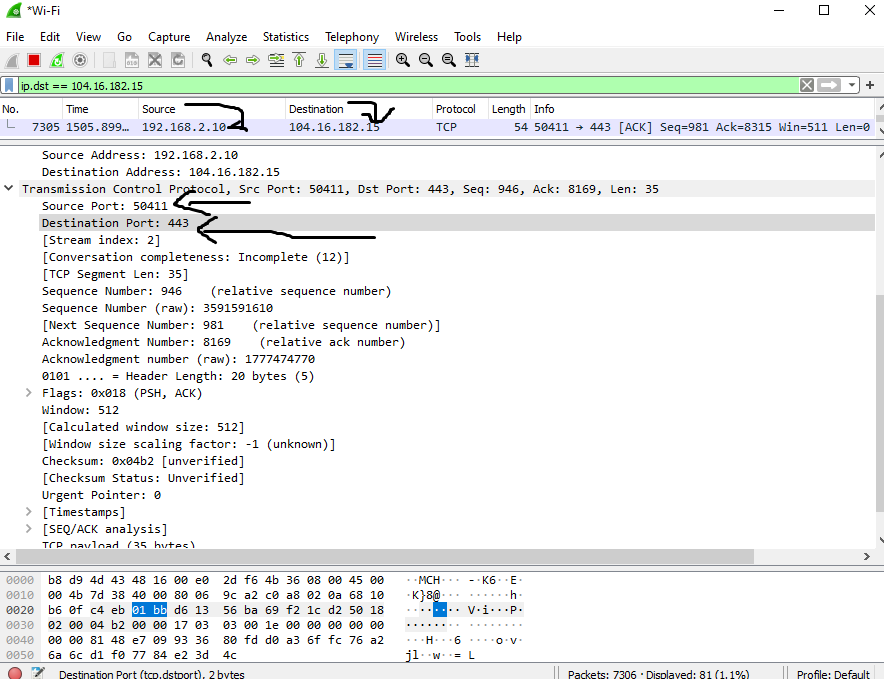 *Wi-Fi
File Edit View Go Capture Analyze Statistics Telephony Wireless Tools Help
ip.dst == 104.16.182.15
No. Time Source Destination Protocol Length Info
7305 1505.899… 192.168.2.10 104.16.182.15 TCP 54 50411 → 443 [ACK] Seq=981 Ack=8315 Win=511 Len=0
Source Address: 192.168.2.10
Destination Address: 104.16.182.15
Transmission Control Protocol, Src Port: 50411, Dst Port: 443, Seq: 946, Ack: 8169, Len: 35
Source Port: 50411
Destination Port: 443
[Stream index: 2]
[Conversation completeness: Incomplete (12)]
[TCP Segment Len: 35]
Sequence Number: 946 (relative sequence number)
Sequence Number (raw): 3591591610
[Next Sequence Number: 981 (relative sequence number)]
Acknowledgment Number: 8169 (relative ack number)
Acknowledgment number (raw): 1777474770
0101 .... = Header Length: 20 bytes (5)
Flags: 0x018 (PSH, ACK)
Window: 512
[Calculated window size: 512]
[Window size scaling factor: -1 (unknown)]
Checksum: 0x04b2 [unverified]
[Checksum Status: Unverified]
Urgent Pointer: 0
[Timestamps]
[SEQ/ACK analysis]
TCP payload (35 bytes)
0000 b8 d9 4d 43 48 16 00 e0 2d f6 4b 36 08 00 45 00 ··MCH··· -·K6··E·
0010 00 4b 7d 38 40 00 80 06 9c a2 c0 a8 02 0a 68 10 ·K}8@··· ······h·
0020 b6 0f c4 eb 01 bb d6 13 56 ba 69 f2 1c d2 50 18 ········ V·i···P·
0030 02 00 04 b2 00 00 17 03 03 00 1e 00 00 00 00 00 ········ ········
0040 00 00 81 48 e7 09 93 36 80 fd d0 a3 6f fc 76 a2 ···H···6 ····o·v·
0050 6a 6c d1 f0 77 84 e2 3d 4c jl··w··= L
Destination Port (tcp.dstport), 2 bytes Packets: 7306 · Displayed: 81 (1.1%) Profile: Default